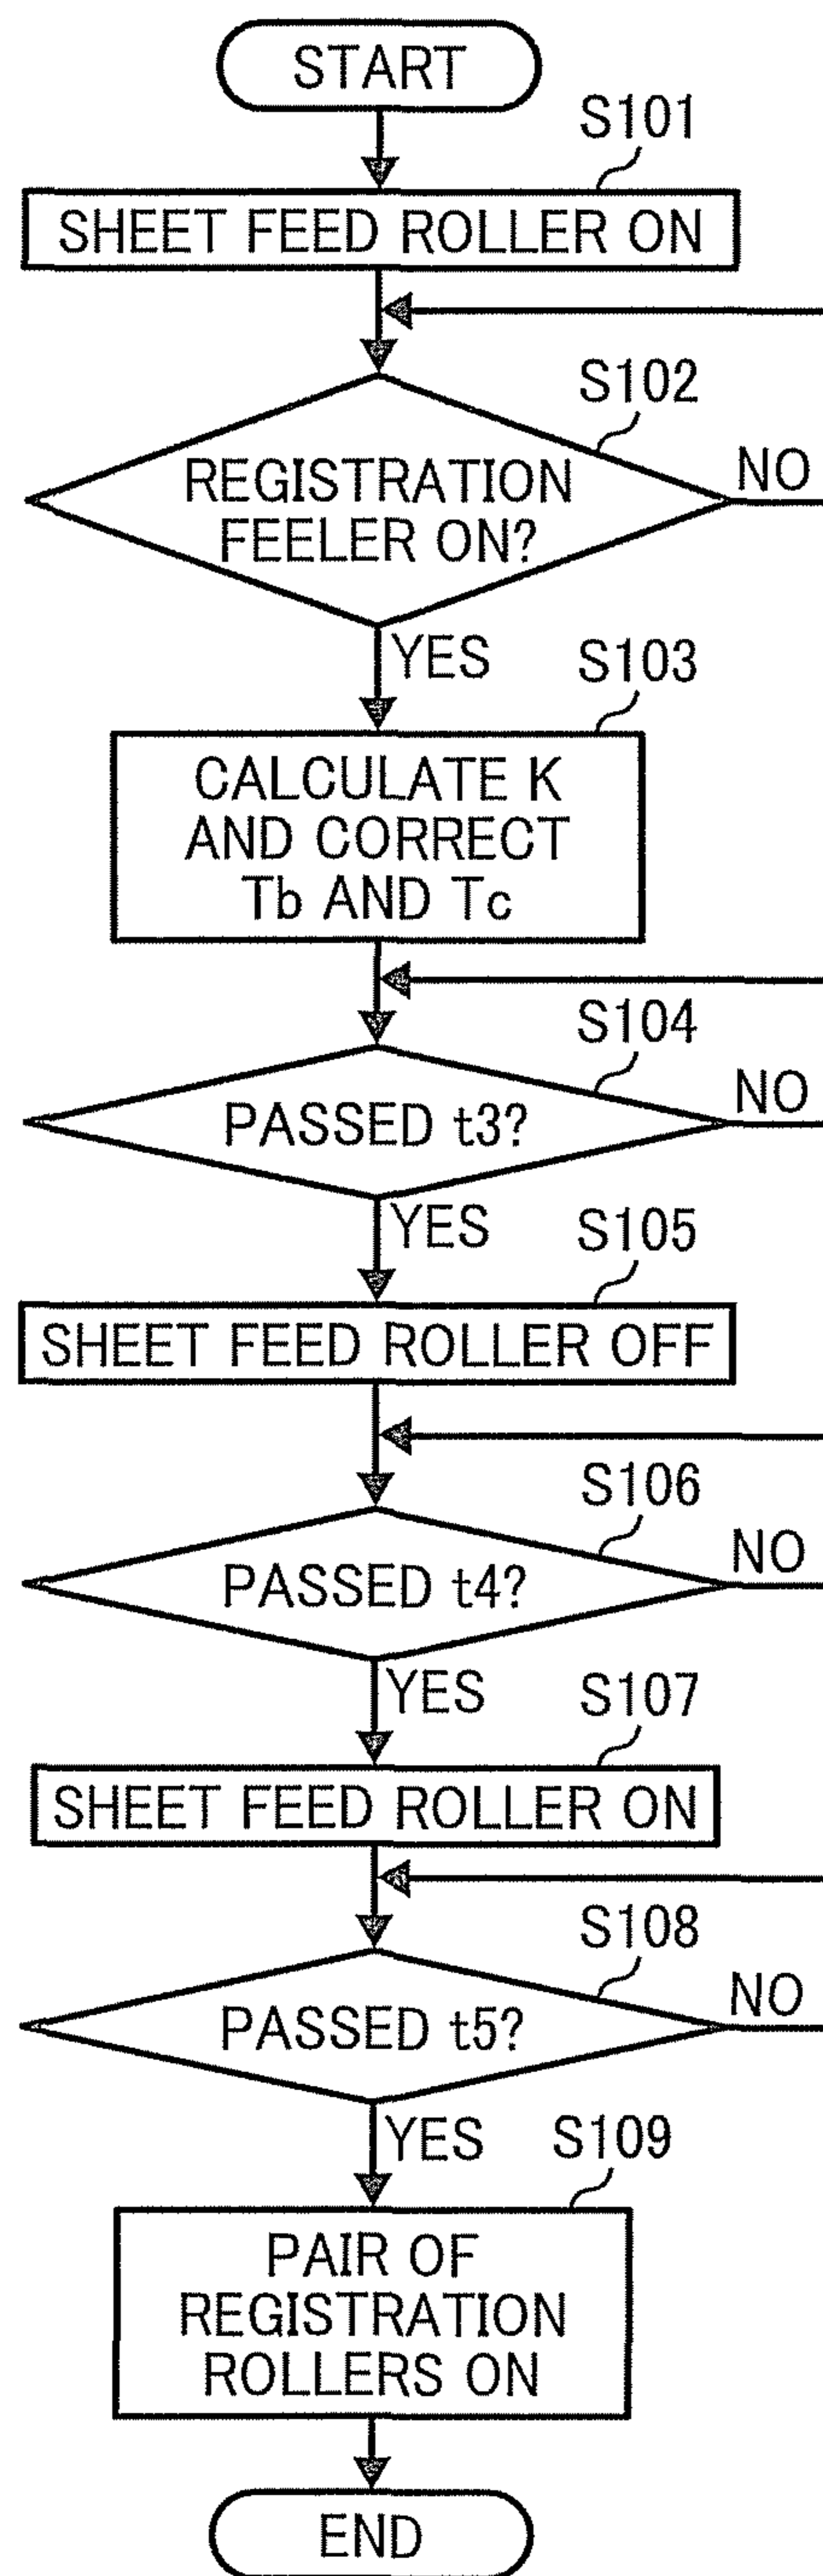 START
S101
SHEET FEED ROLLER ON
S102
REGISTRATION
FEELER ON?
NO
YES
S103
CALCULATE K
AND CORRECT
Tb AND Tc
S104
PASSED t3?
NO
YES
S105
SHEET FEED ROLLER OFF
S106
PASSED t4?
NO
YES
S107
SHEET FEED ROLLER ON
S108
PASSED t5?
NO
YES
S109
PAIR OF
REGISTRATION
ROLLERS ON
END